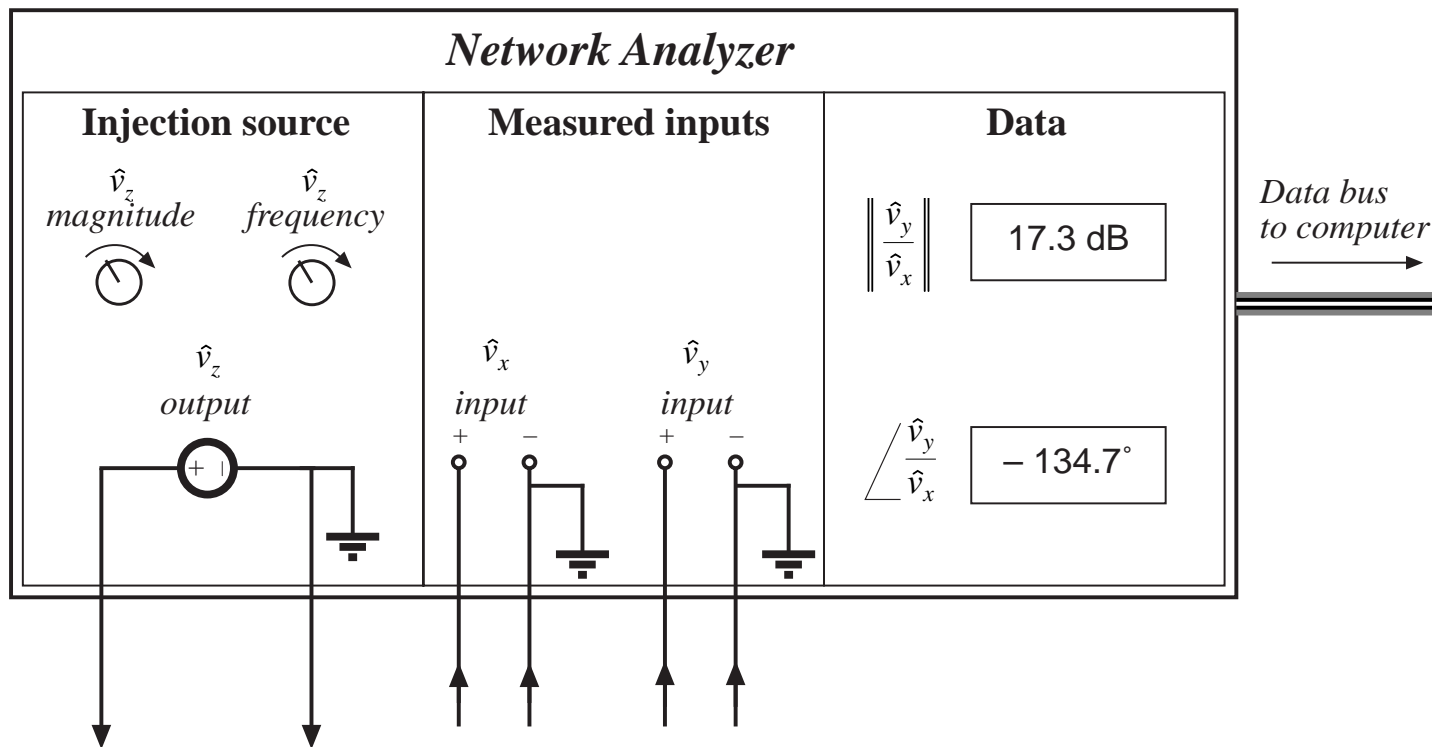 Network Analyzer
Injection source
v̂z
magnitude
v̂z
frequency
v̂z
output
+ –
Measured inputs
v̂x
input
+ –
v̂y
input
+ –
Data
‖ v̂y / v̂x ‖
17.3 dB
∠ v̂y / v̂x
– 134.7˚
Data bus
to computer